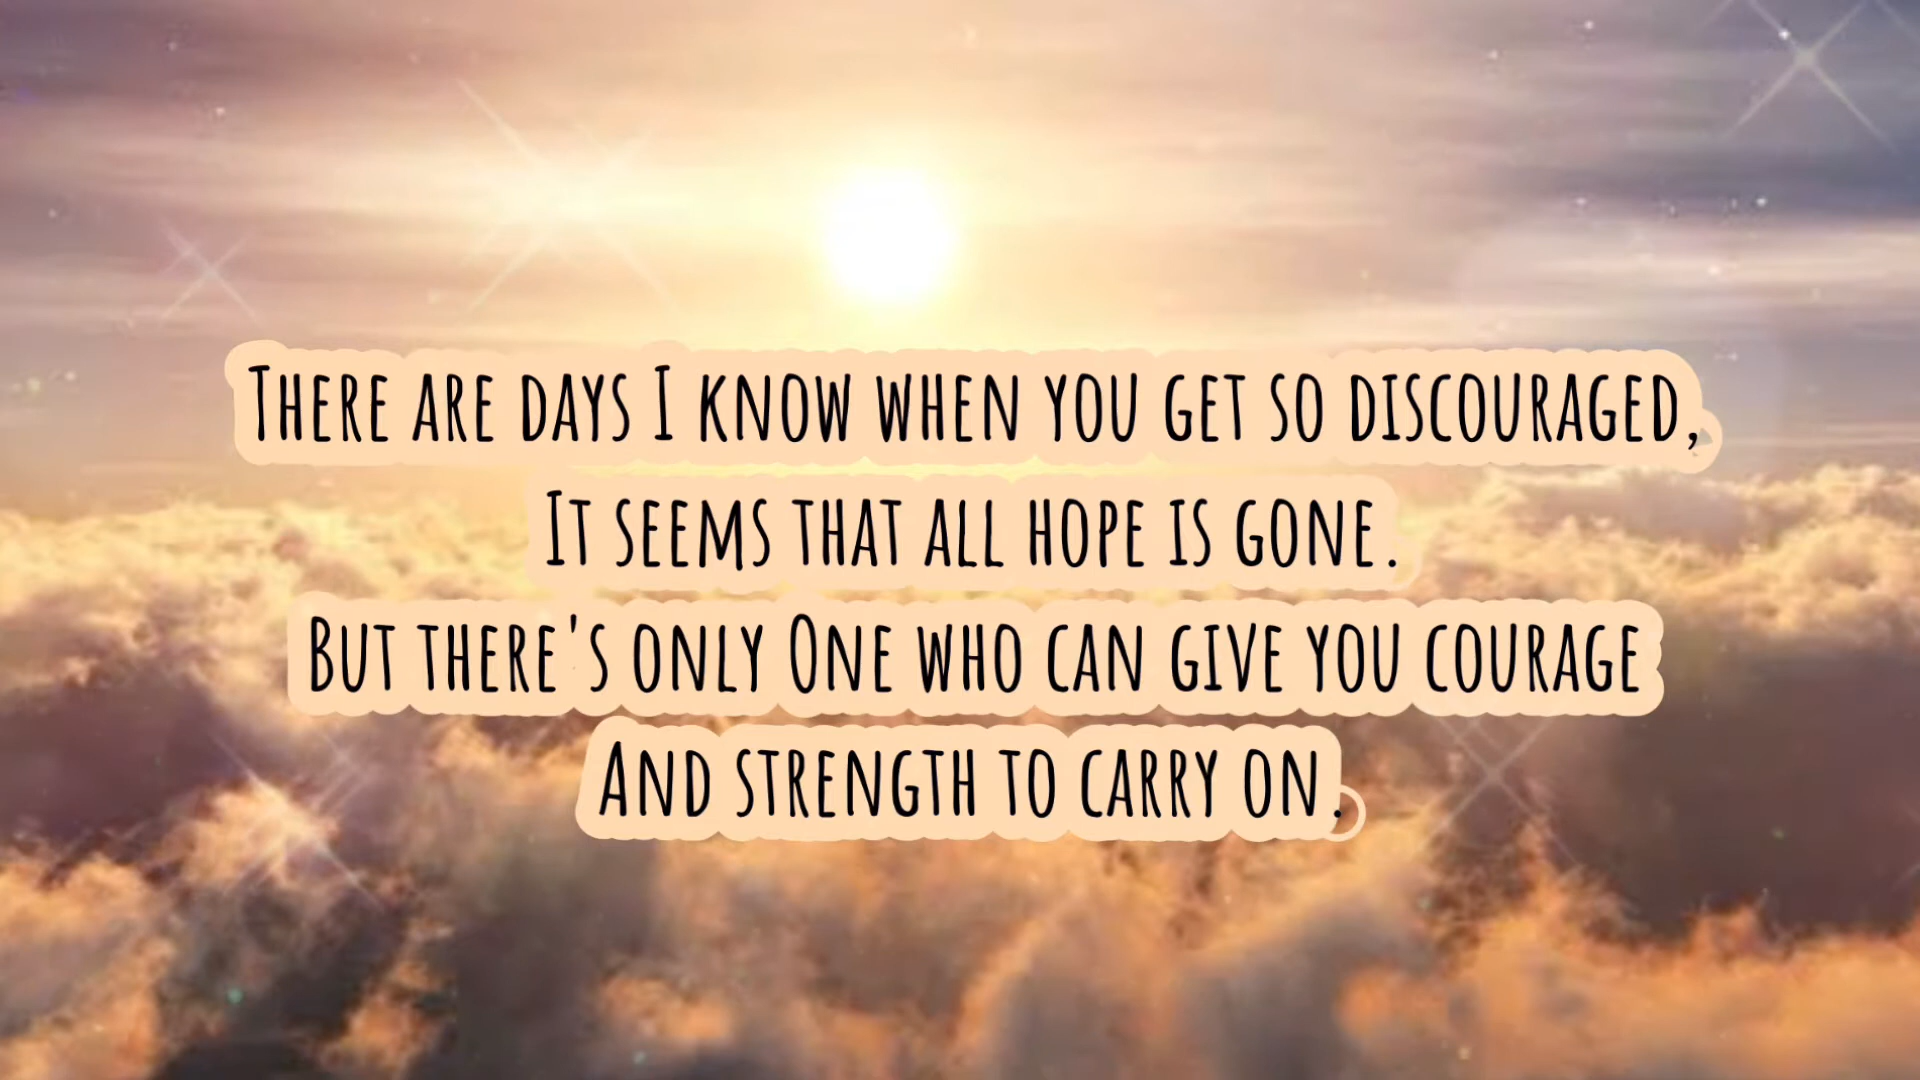 There are days I know when you get so discouraged,
It seems that all hope is gone.
But there's only One who can give you courage
And strength to carry on.